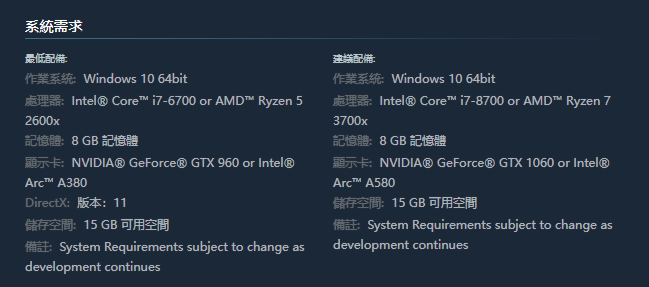 系統需求
最低配備:
作業系統: Windows 10 64bit
處理器: Intel® Core™ i7-6700 or AMD™ Ryzen 5
2600x
記憶體: 8 GB 記憶體
顯示卡: NVIDIA® GeForce® GTX 960 or Intel®
Arc™ A380
DirectX: 版本: 11
儲存空間: 15 GB 可用空間
備註: System Requirements subject to change as
development continues
建議配備:
作業系統: Windows 10 64bit
處理器: Intel® Core™ i7-8700 or AMD™ Ryzen 7
3700x
記憶體: 8 GB 記憶體
顯示卡: NVIDIA® GeForce® GTX 1060 or Intel®
Arc™ A580
儲存空間: 15 GB 可用空間
備註: System Requirements subject to change as
development continues